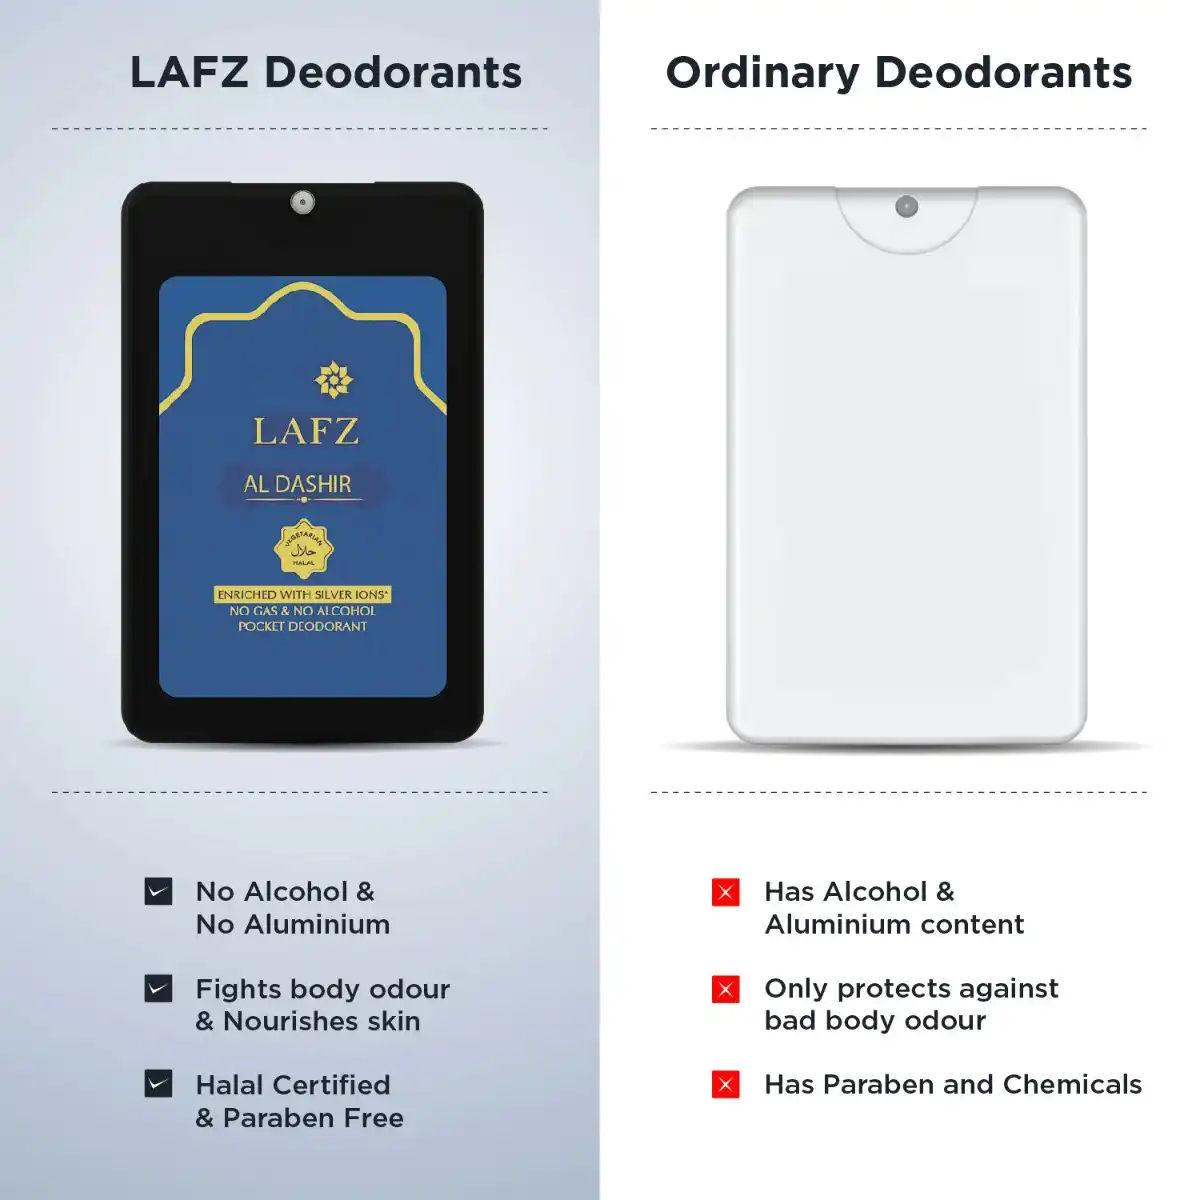 LAFZ Deodorants
LAFZ
AL DASHIR
VEGETARIAN
حلال
HALAL
ENRICHED WITH SILVER IONS*
NO GAS & NO ALCOHOL
POCKET DEODORANT
No Alcohol &
No Aluminium
Fights body odour
& Nourishes skin
Halal Certified
& Paraben Free
Ordinary Deodorants
Has Alcohol &
Aluminium content
Only protects against
bad body odour
Has Paraben and Chemicals